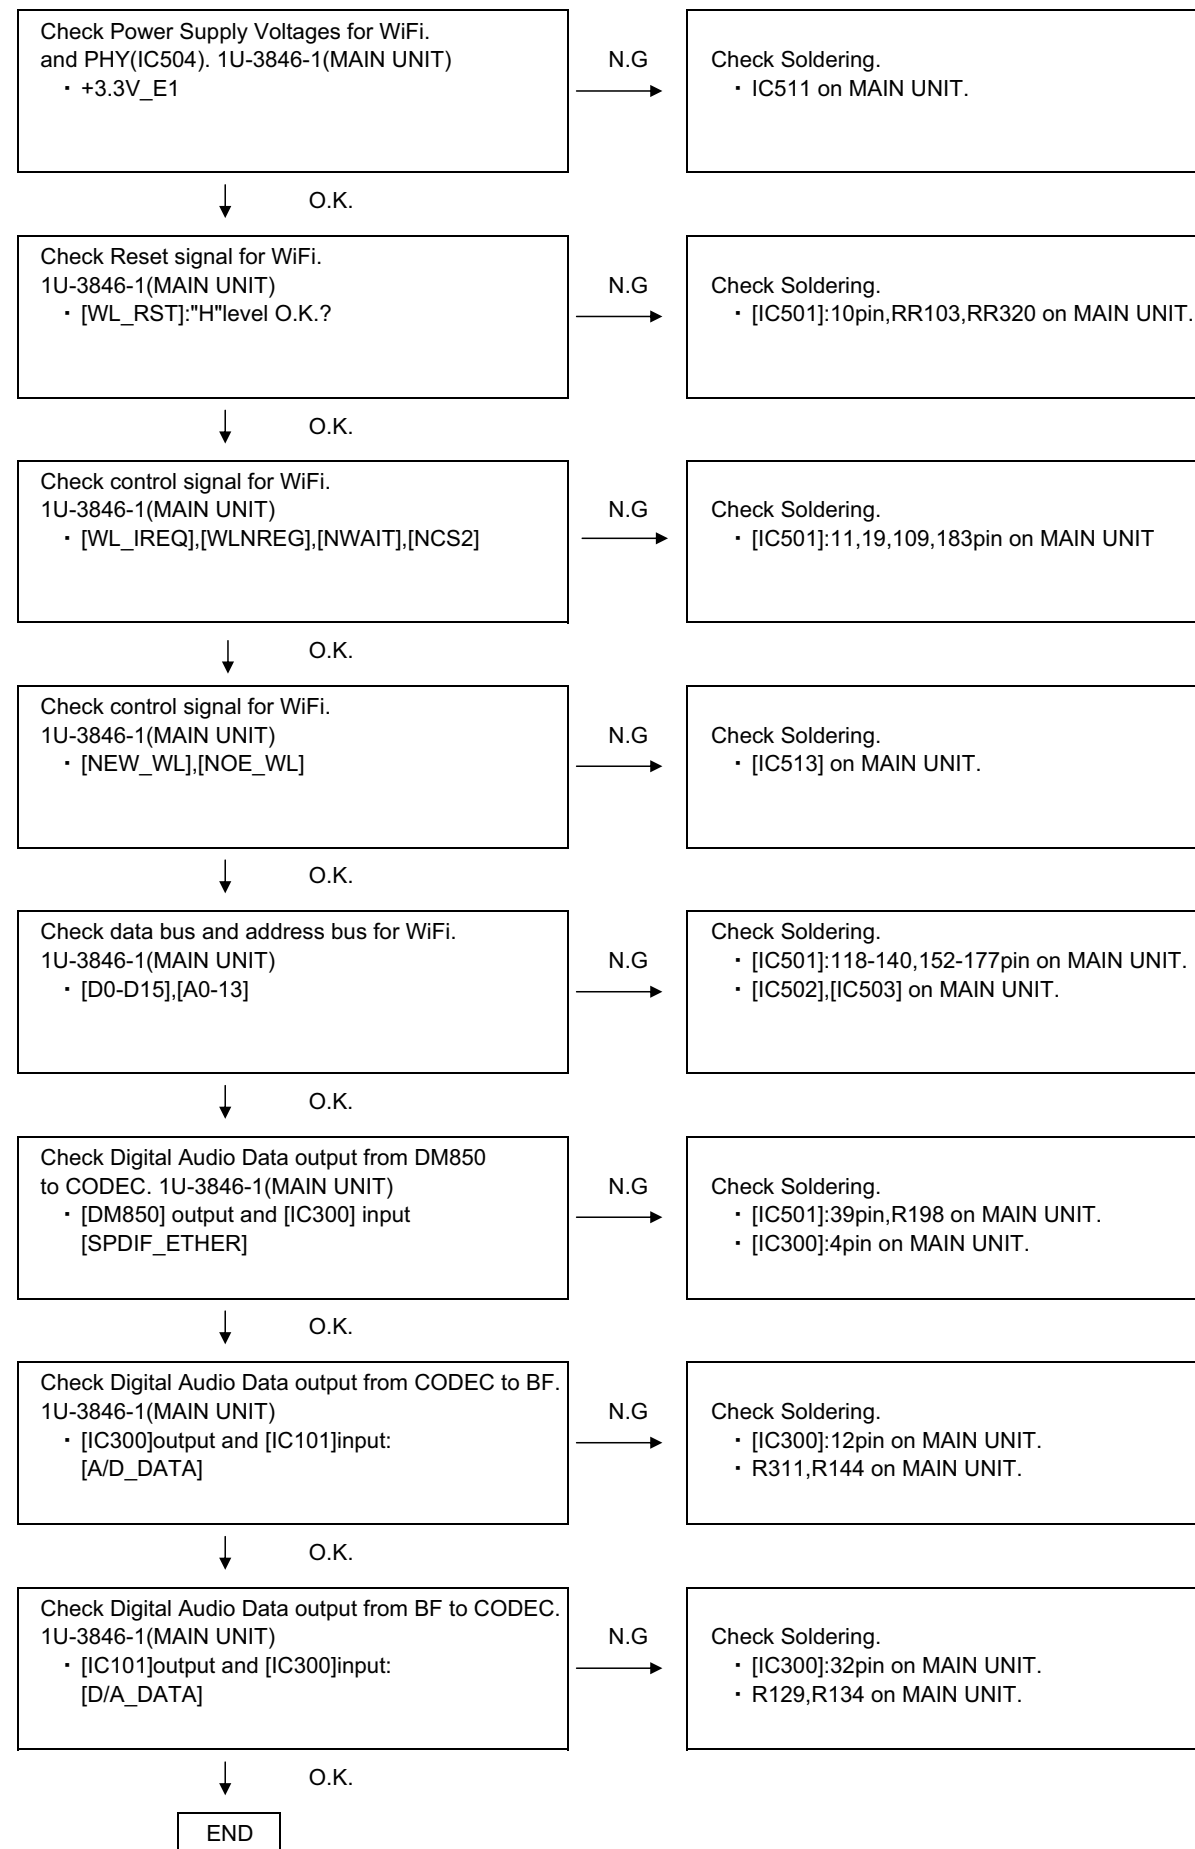 Check Power Supply Voltages for WiFi.
and PHY(IC504). 1U-3846-1(MAIN UNIT)
・+3.3V_E1
N.G
Check Soldering.
・IC511 on MAIN UNIT.
O.K.
Check Reset signal for WiFi.
1U-3846-1(MAIN UNIT)
・[WL_RST]:"H"level O.K.?
N.G
Check Soldering.
・[IC501]:10pin,RR103,RR320 on MAIN UNIT.
O.K.
Check control signal for WiFi.
1U-3846-1(MAIN UNIT)
・[WL_IREQ],[WLNREG],[NWAIT],[NCS2]
N.G
Check Soldering.
・[IC501]:11,19,109,183pin on MAIN UNIT
O.K.
Check control signal for WiFi.
1U-3846-1(MAIN UNIT)
・[NEW_WL],[NOE_WL]
N.G
Check Soldering.
・[IC513] on MAIN UNIT.
O.K.
Check data bus and address bus for WiFi.
1U-3846-1(MAIN UNIT)
・[D0-D15],[A0-13]
N.G
Check Soldering.
・[IC501]:118-140,152-177pin on MAIN UNIT.
・[IC502],[IC503] on MAIN UNIT.
O.K.
Check Digital Audio Data output from DM850
to CODEC. 1U-3846-1(MAIN UNIT)
・[DM850] output and [IC300] input
[SPDIF_ETHER]
N.G
Check Soldering.
・[IC501]:39pin,R198 on MAIN UNIT.
・[IC300]:4pin on MAIN UNIT.
O.K.
Check Digital Audio Data output from CODEC to BF.
1U-3846-1(MAIN UNIT)
・[IC300]output and [IC101]input:
[A/D_DATA]
N.G
Check Soldering.
・[IC300]:12pin on MAIN UNIT.
・R311,R144 on MAIN UNIT.
O.K.
Check Digital Audio Data output from BF to CODEC.
1U-3846-1(MAIN UNIT)
・[IC101]output and [IC300]input:
[D/A_DATA]
N.G
Check Soldering.
・[IC300]:32pin on MAIN UNIT.
・R129,R134 on MAIN UNIT.
O.K.
END